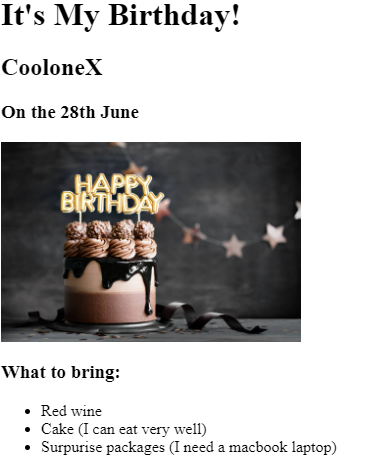 It's My Birthday!
CooloneX
On the 28th June
HAPPY
BIRTHDAY
What to bring:
Red wine
Cake (I can eat very well)
Surpurise packages (I need a macbook laptop)